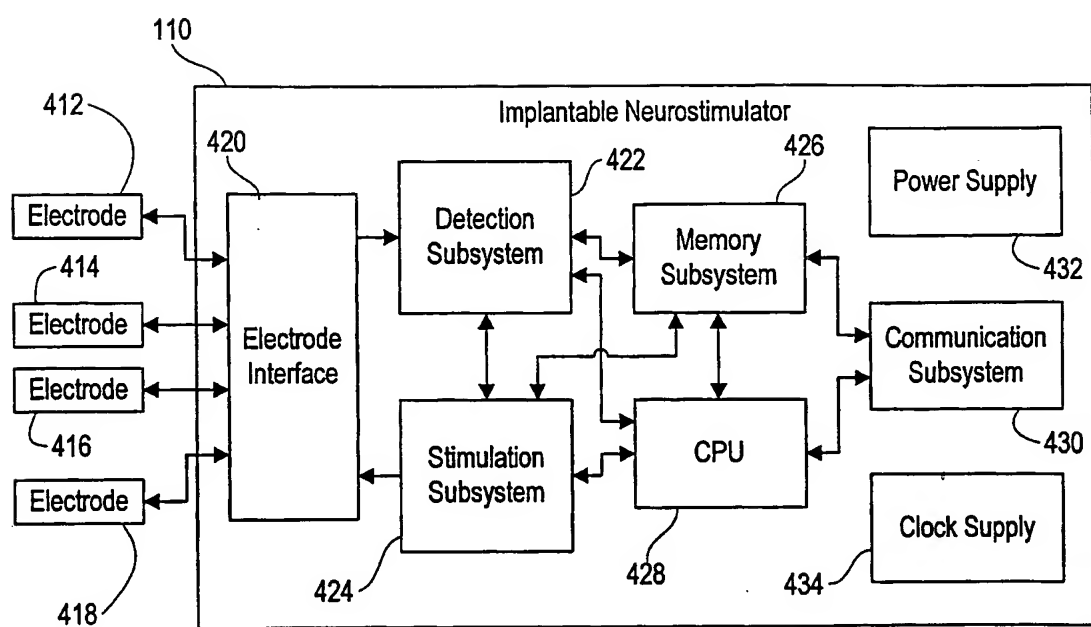 110
Implantable Neurostimulator
412
420
422
426
Electrode
Detection
Subsystem
Memory
Subsystem
Power Supply
432
414
Electrode
Electrode
Interface
Communication
Subsystem
430
Electrode
416
Stimulation
Subsystem
CPU
Electrode
418
424
428
Clock Supply
434